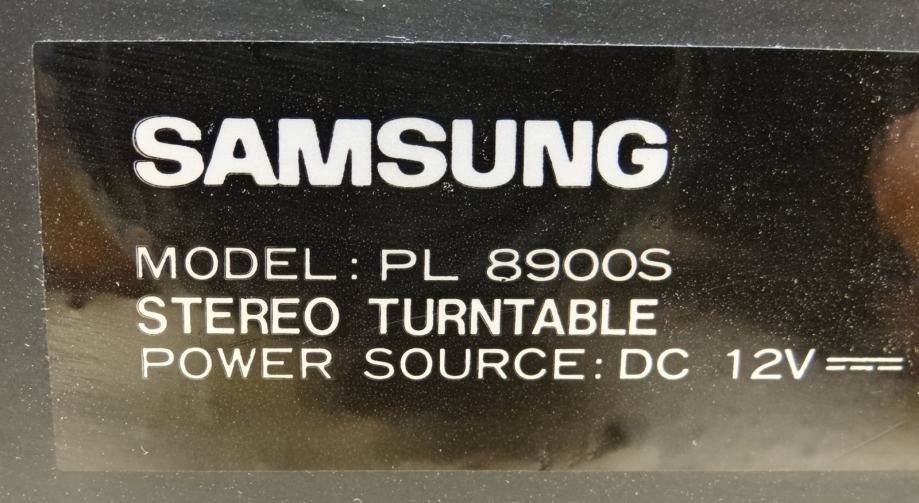 SAMSUNG
MODEL: PL 8900S
STEREO TURNTABLE
POWER SOURCE: DC 12V ⎓